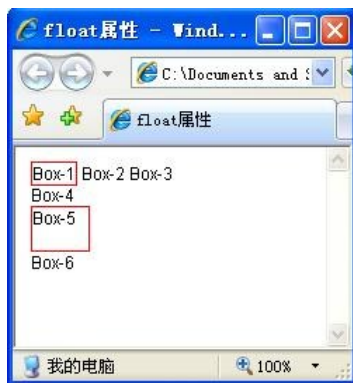 float属性 - Wind...
C:\Documents and S
float属性
Box-1 Box-2 Box-3
Box-4
Box-5
Box-6
我的电脑 100%